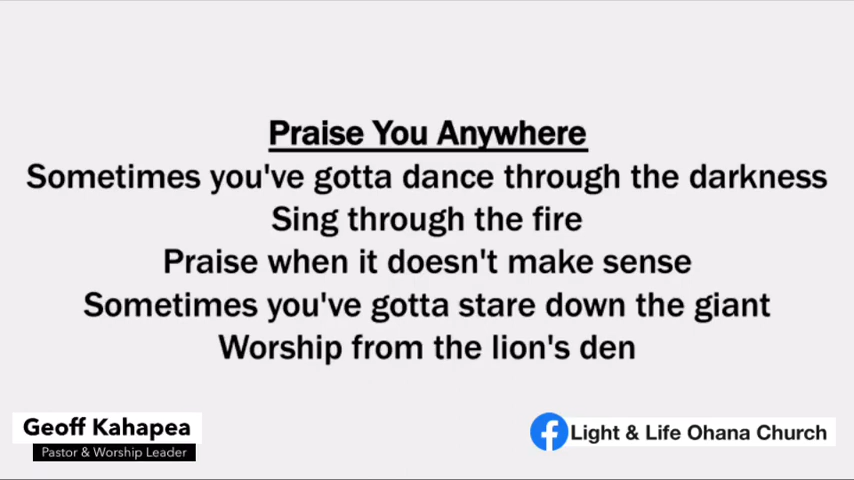 Praise You Anywhere
Sometimes you've gotta dance through the darkness
Sing through the fire
Praise when it doesn't make sense
Sometimes you've gotta stare down the giant
Worship from the lion's den
Geoff Kahapea
Pastor & Worship Leader
Light & Life Ohana Church